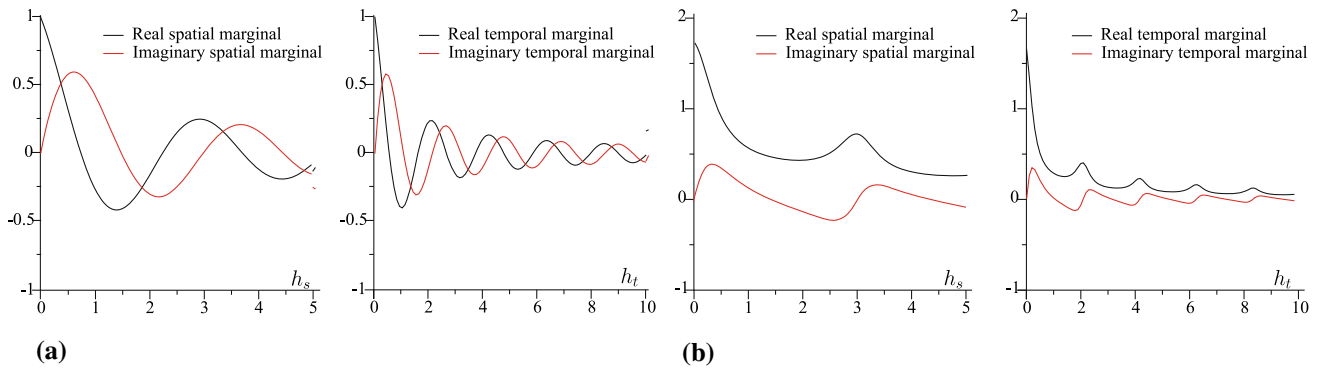 1
0.5
0
-0.5
-1
0 1 2 3 4 5
Real spatial marginal
Imaginary spatial marginal
h_s
1
0.5
0
-0.5
-1
0 2 4 6 8 10
Real temporal marginal
Imaginary temporal marginal
h_t
(a)
2
1
0
-1
0 1 2 3 4 5
Real spatial marginal
Imaginary spatial marginal
h_s
2
1
0
-1
0 2 4 6 8 10
Real temporal marginal
Imaginary temporal marginal
h_t
(b)